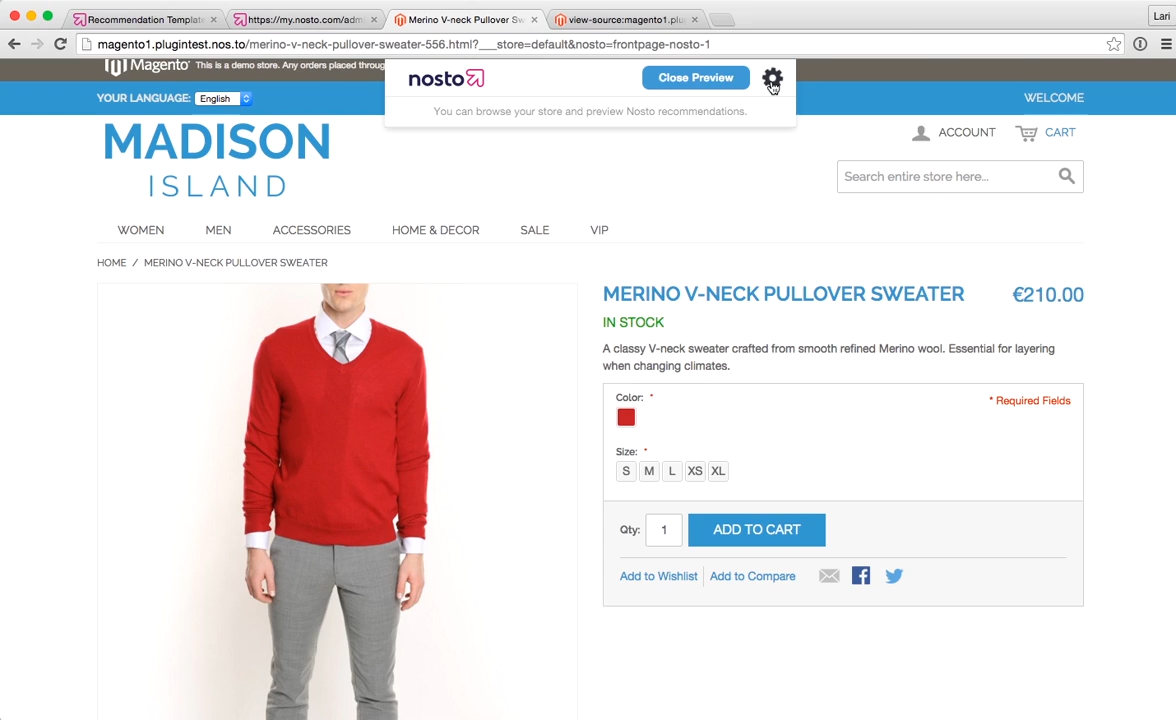 Recommendation Template
https://my.nosto.com/adm
Merino V-neck Pullover Sw
view-source:magento1.plu
Lari
magento1.plugintest.nos.to/merino-v-neck-pullover-sweater-556.html?___store=default&nosto=frontpage-nosto-1
Magento® This is a demo store. Any orders placed throug
nosto
Close Preview
You can browse your store and preview Nosto recommendations.
YOUR LANGUAGE: English
WELCOME
MADISON
ISLAND
ACCOUNT
CART
Search entire store here...
WOMEN
MEN
ACCESSORIES
HOME & DECOR
SALE
VIP
HOME / MERINO V-NECK PULLOVER SWEATER
MERINO V-NECK PULLOVER SWEATER
€210.00
IN STOCK
A classy V-neck sweater crafted from smooth refined Merino wool. Essential for layering
when changing climates.
Color: *
* Required Fields
Size: *
S M L XS XL
Qty: 1
ADD TO CART
Add to Wishlist
Add to Compare